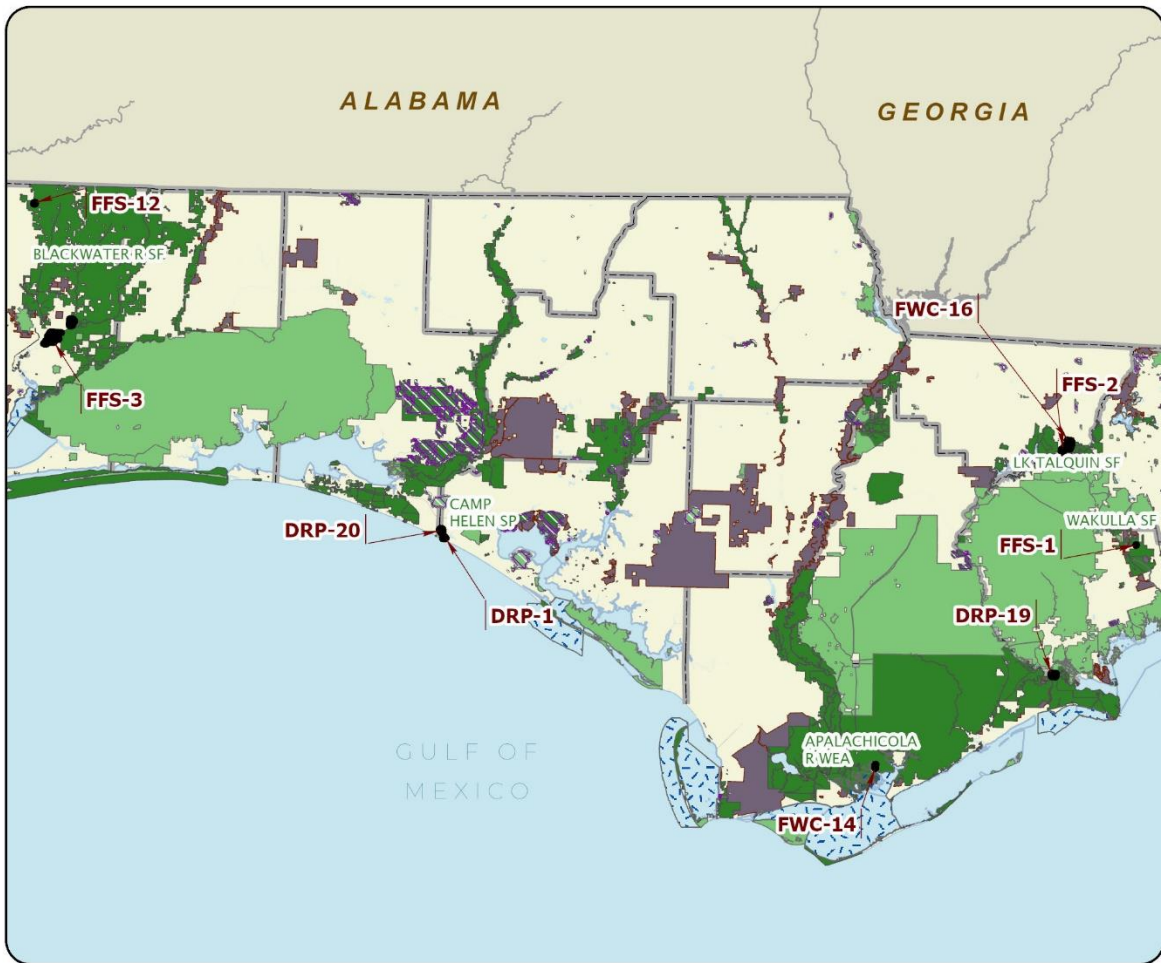 ALABAMA
GEORGIA
FFS-12
BLACKWATER R SF
FWC-16
FFS-2
FFS-3
LK TALQUIN SF
CAMP
HELEN SP
WAKULLA SF
DRP-20
FFS-1
DRP-1
DRP-19
GULF OF
MEXICO
APALACHICOLA
R WEA
FWC-14